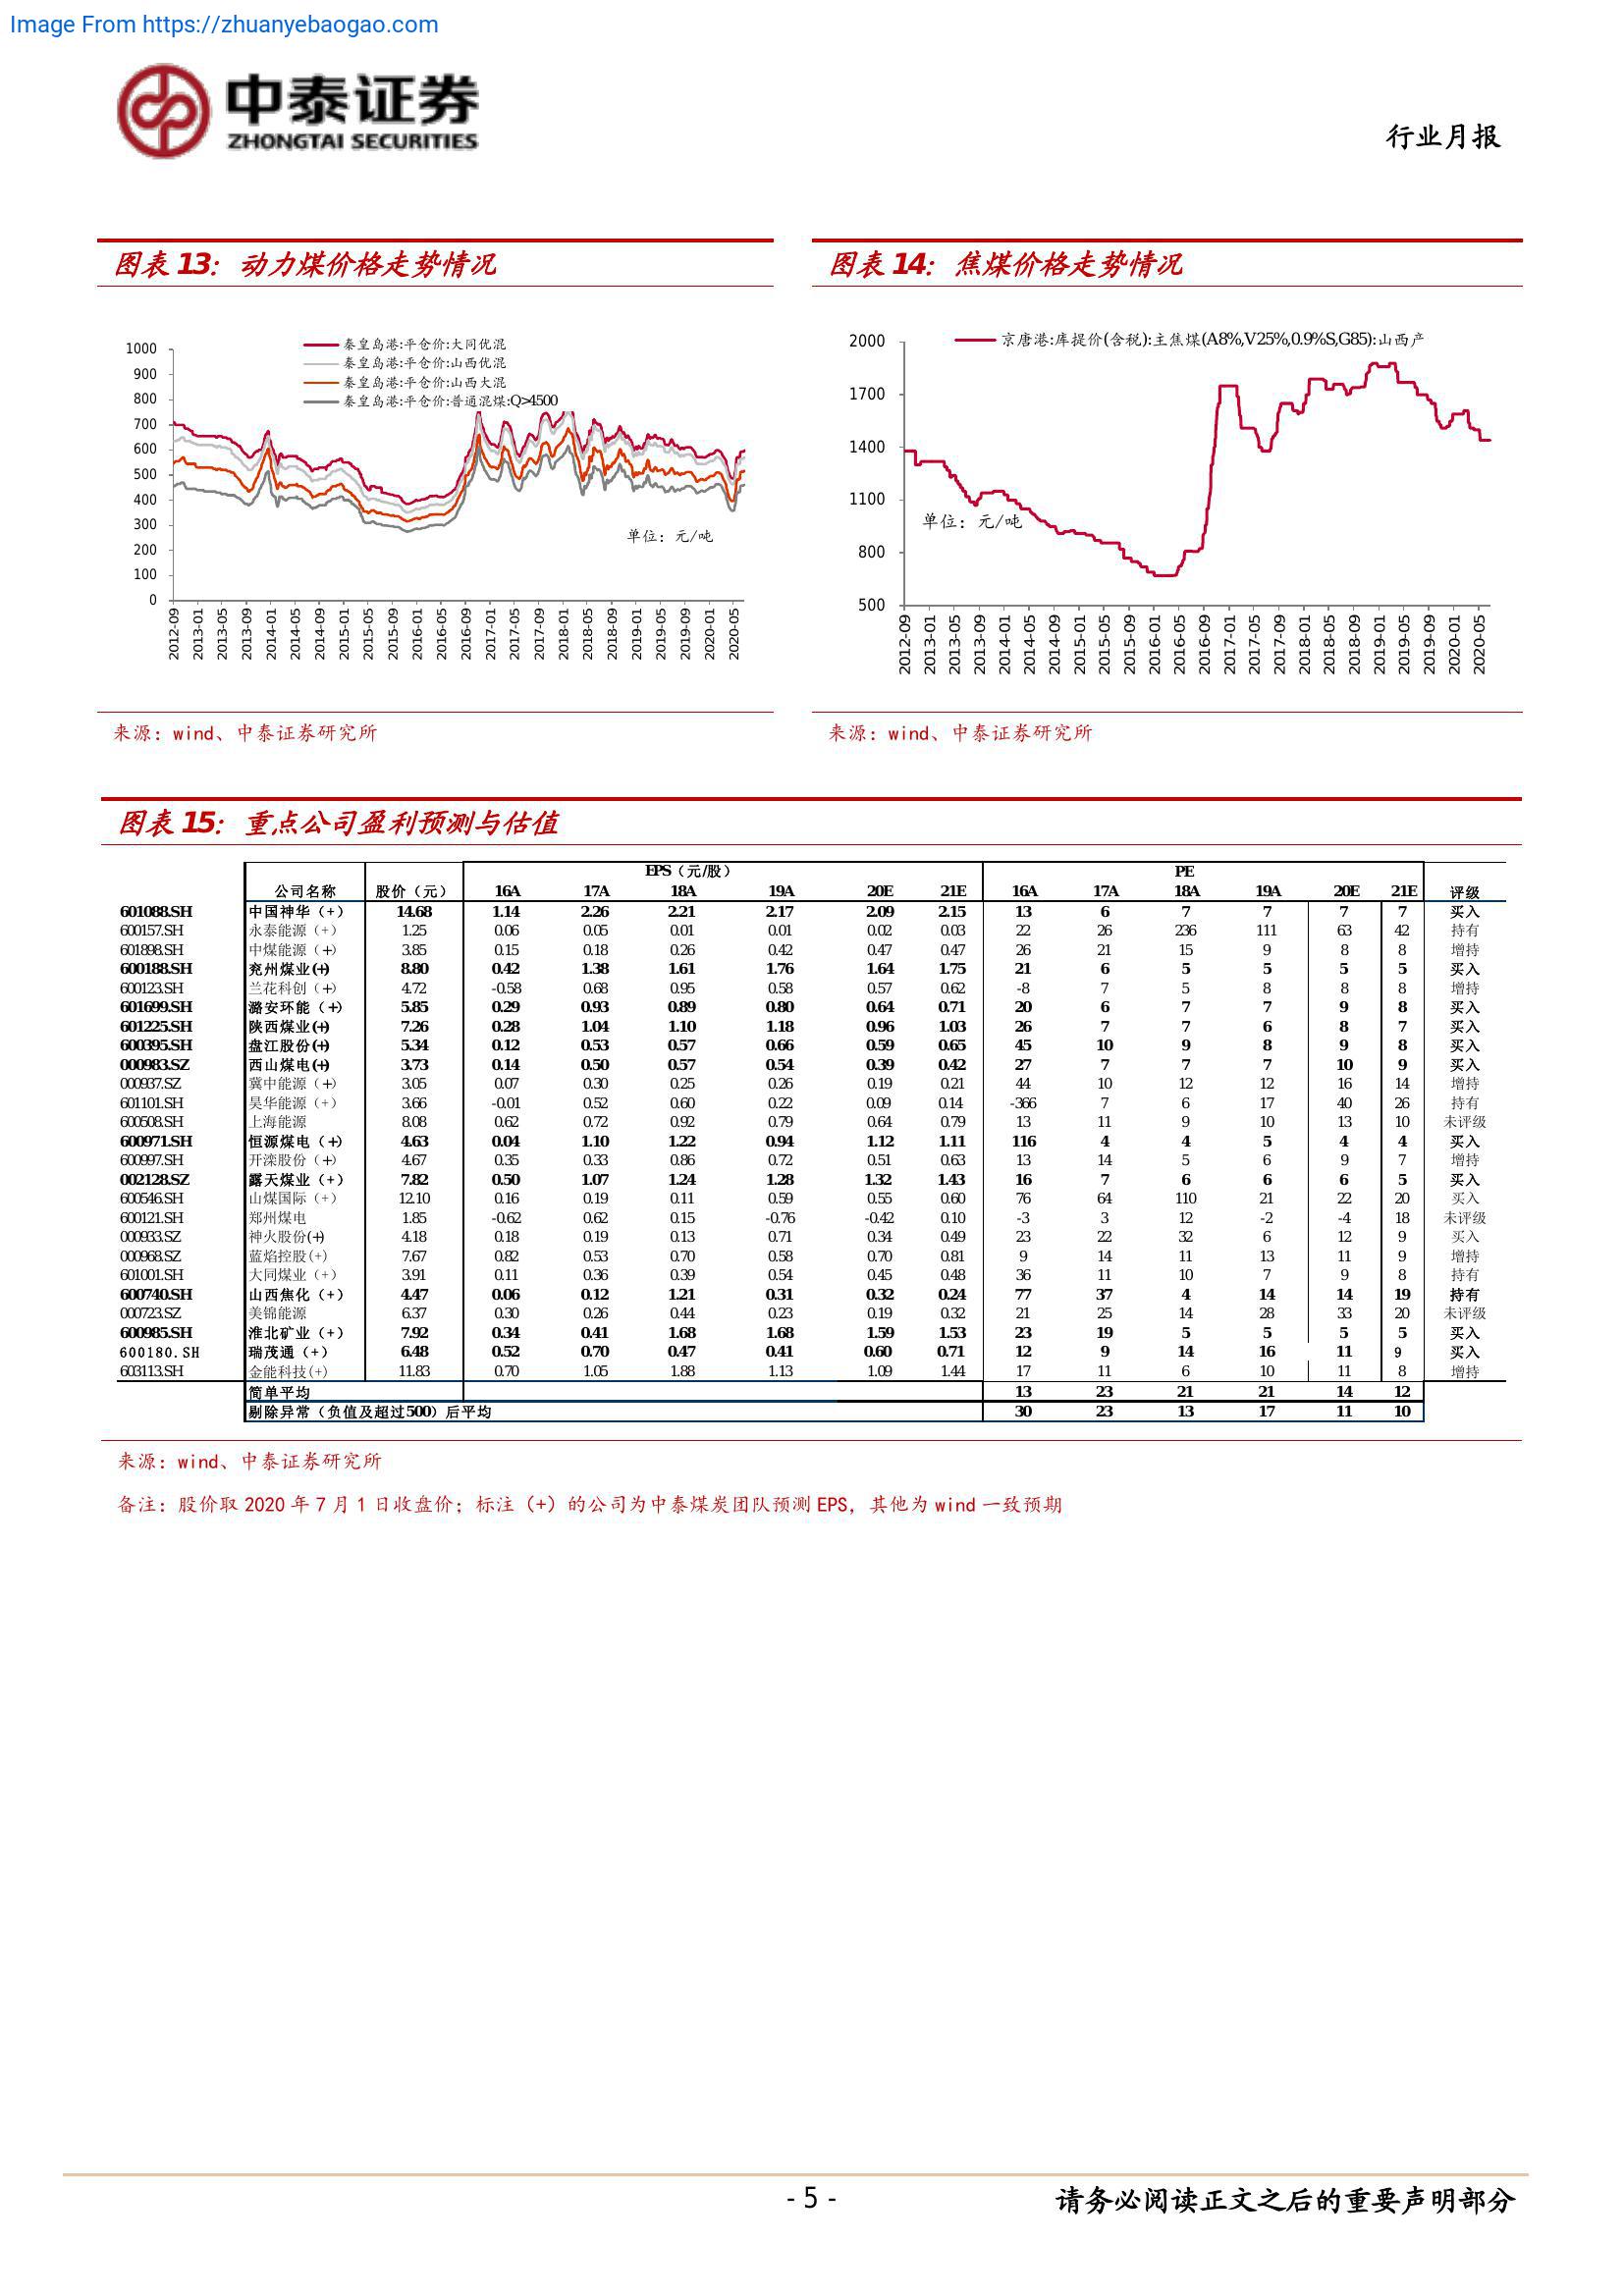 Image From https://zhuanyebaogao.com
中泰证券
ZHONGTAI SECURITIES
行业月报
图表 13：动力煤价格走势情况
秦皇岛港:平仓价:大同优混
秦皇岛港:平仓价:山西优混
秦皇岛港:平仓价:山西大混
秦皇岛港:平仓价:普通混煤:Q>4500
1000
900
800
700
600
500
400
300
200
100
0
单位：元/吨
2012-09 2013-01 2013-05 2013-09 2014-01 2014-05 2014-09 2015-01 2015-05 2015-09 2016-01 2016-05 2016-09 2017-01 2017-05 2017-09 2018-01 2018-05 2018-09 2019-01 2019-05 2019-09 2020-01 2020-05
来源：wind、中泰证券研究所
图表 14：焦煤价格走势情况
京唐港:库提价(含税):主焦煤(A8%,V25%,0.9%S,G85):山西产
2000
1700
1400
1100
800
500
单位：元/吨
2012-09 2013-01 2013-05 2013-09 2014-01 2014-05 2014-09 2015-01 2015-05 2015-09 2016-01 2016-05 2016-09 2017-01 2017-05 2017-09 2018-01 2018-05 2018-09 2019-01 2019-05 2019-09 2020-01 2020-05
来源：wind、中泰证券研究所
图表 15：重点公司盈利预测与估值
EPS（元/股） PE
公司名称 股价（元） 16A 17A 18A 19A 20E 21E 16A 17A 18A 19A 20E 21E 评级
601088.SH 中国神华（+） 14.68 1.14 2.26 2.21 2.17 2.09 2.15 13 6 7 7 7 7 买入
600157.SH 永泰能源（+） 1.25 0.06 0.05 0.01 0.01 0.02 0.03 22 26 236 111 63 42 持有
601898.SH 中煤能源（+） 3.85 0.15 0.18 0.26 0.42 0.47 0.47 26 21 15 9 8 8 增持
600188.SH 兖州煤业(+) 8.80 0.42 1.38 1.61 1.76 1.64 1.75 21 6 5 5 5 5 买入
600123.SH 兰花科创（+） 4.72 -0.58 0.68 0.95 0.58 0.57 0.62 -8 7 5 8 8 8 增持
601699.SH 潞安环能（+） 5.85 0.29 0.93 0.89 0.80 0.64 0.71 20 6 7 7 9 8 买入
601225.SH 陕西煤业(+) 7.26 0.28 1.04 1.10 1.18 0.96 1.03 26 7 7 6 8 7 买入
600395.SH 盘江股份(+) 5.34 0.12 0.53 0.57 0.66 0.59 0.65 45 10 9 8 9 8 买入
000983.SZ 西山煤电(+) 3.73 0.14 0.50 0.57 0.54 0.39 0.42 27 7 7 7 10 9 买入
000937.SZ 冀中能源（+） 3.05 0.07 0.30 0.25 0.26 0.19 0.21 44 10 12 12 16 14 增持
601101.SH 昊华能源（+） 3.66 -0.01 0.52 0.60 0.22 0.09 0.14 -366 7 6 17 40 26 持有
600508.SH 上海能源 8.08 0.62 0.72 0.92 0.79 0.64 0.79 13 11 9 10 13 10 未评级
600971.SH 恒源煤电（+） 4.63 0.04 1.10 1.22 0.94 1.12 1.11 116 4 4 5 4 4 买入
600997.SH 开滦股份（+） 4.67 0.35 0.33 0.86 0.72 0.51 0.63 13 14 5 6 9 7 增持
002128.SZ 露天煤业（+） 7.82 0.50 1.07 1.24 1.28 1.32 1.43 16 7 6 6 6 5 买入
600546.SH 山煤国际（+） 12.10 0.16 0.19 0.11 0.59 0.55 0.60 76 64 110 21 22 20 买入
600121.SH 郑州煤电 1.85 -0.62 0.62 0.15 -0.76 -0.42 0.10 -3 3 12 -2 -4 18 未评级
000933.SZ 神火股份(+) 4.18 0.18 0.19 0.13 0.71 0.34 0.49 23 22 32 6 12 9 买入
000968.SZ 蓝焰控股(+) 7.67 0.82 0.53 0.70 0.58 0.70 0.81 9 14 11 13 11 9 增持
601001.SH 大同煤业（+） 3.91 0.11 0.36 0.39 0.54 0.45 0.48 36 11 10 7 9 8 持有
600740.SH 山西焦化（+） 4.47 0.06 0.12 1.21 0.31 0.32 0.24 77 37 4 14 14 19 持有
000723.SZ 美锦能源 6.37 0.30 0.26 0.44 0.23 0.19 0.32 21 25 14 28 33 20 未评级
600985.SH 淮北矿业（+） 7.92 0.34 0.41 1.68 1.68 1.59 1.53 23 19 5 5 5 5 买入
600180.SH 瑞茂通（+） 6.48 0.52 0.70 0.47 0.41 0.60 0.71 12 9 14 16 11 9 买入
603113.SH 金能科技(+) 11.83 0.70 1.05 1.88 1.13 1.09 1.44 17 11 6 10 11 8 增持
简单平均 13 23 21 21 14 12
剔除异常（负值及超过500）后平均 30 23 13 17 11 10
来源：wind、中泰证券研究所
备注：股价取 2020 年 7 月 1 日收盘价；标注（+）的公司为中泰煤炭团队预测 EPS，其他为 wind 一致预期
- 5 -
请务必阅读正文之后的重要声明部分